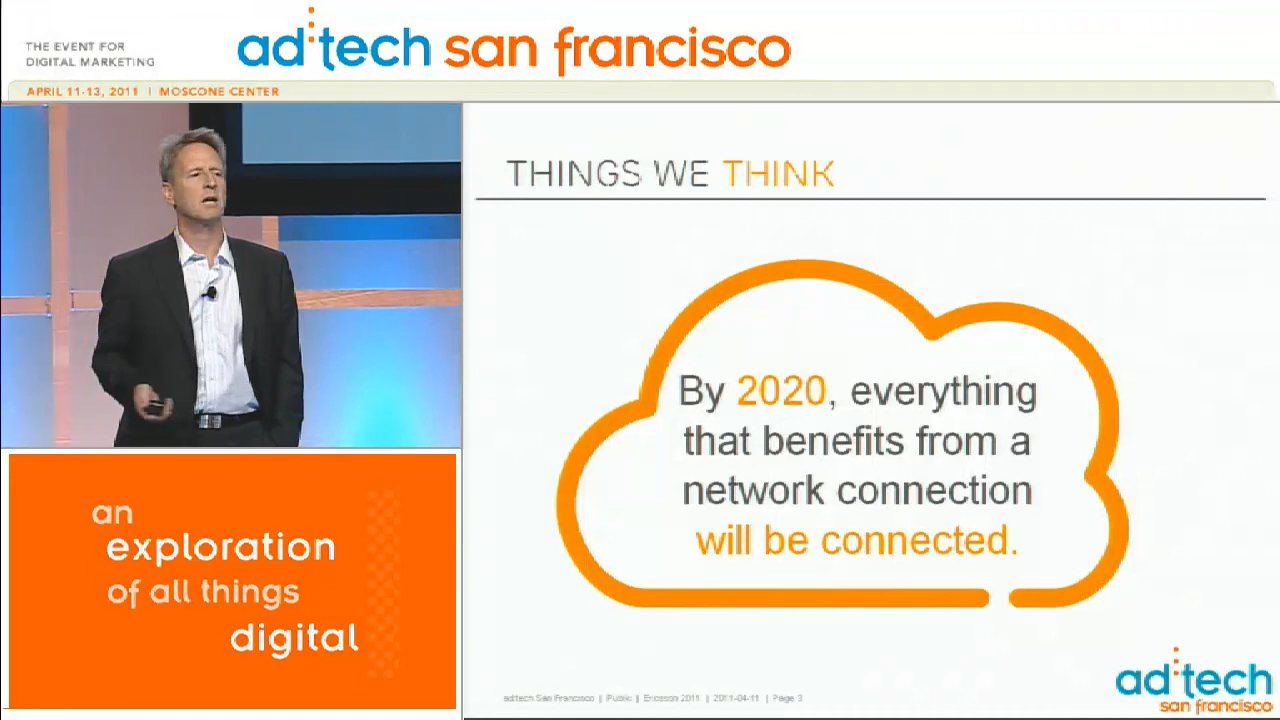 THE EVENT FOR
DIGITAL MARKETING
ad:tech san francisco
APRIL 11-13, 2011 | MOSCONE CENTER
THINGS WE THINK
By 2020, everything
that benefits from a
network connection
will be connected.
an
exploration
of all things
digital
ad:tech San Francisco | Public | Ericsson 2011 | 2011-04-11 | Page 3
ad:tech
san francisco